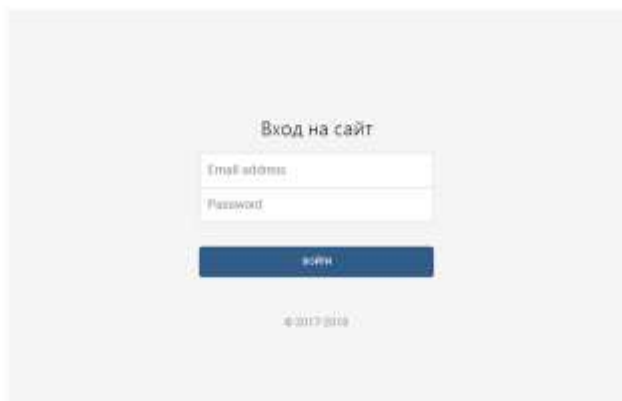 Вход на сайт
Email address
Password
войти
© 2017-2018